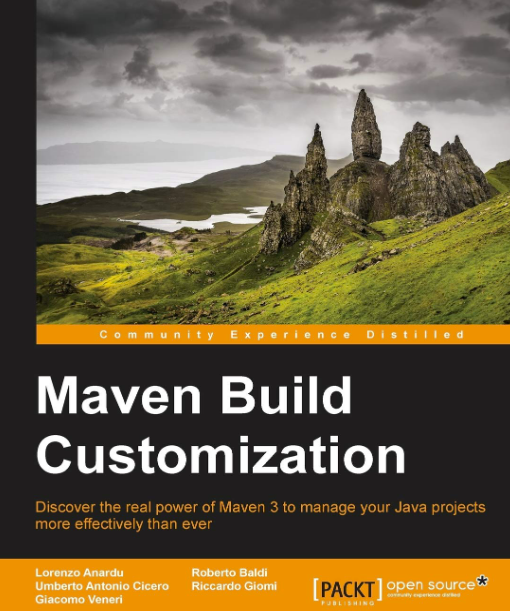 Community Experience Distilled
Maven Build
Customization
Discover the real power of Maven 3 to manage your Java projects
more effectively than ever
Lorenzo Anardu Roberto Baldi
Umberto Antonio Cicero Riccardo Giomi
Giacomo Veneri
[PACKT]
PUBLISHING
open source*
community experience distilled